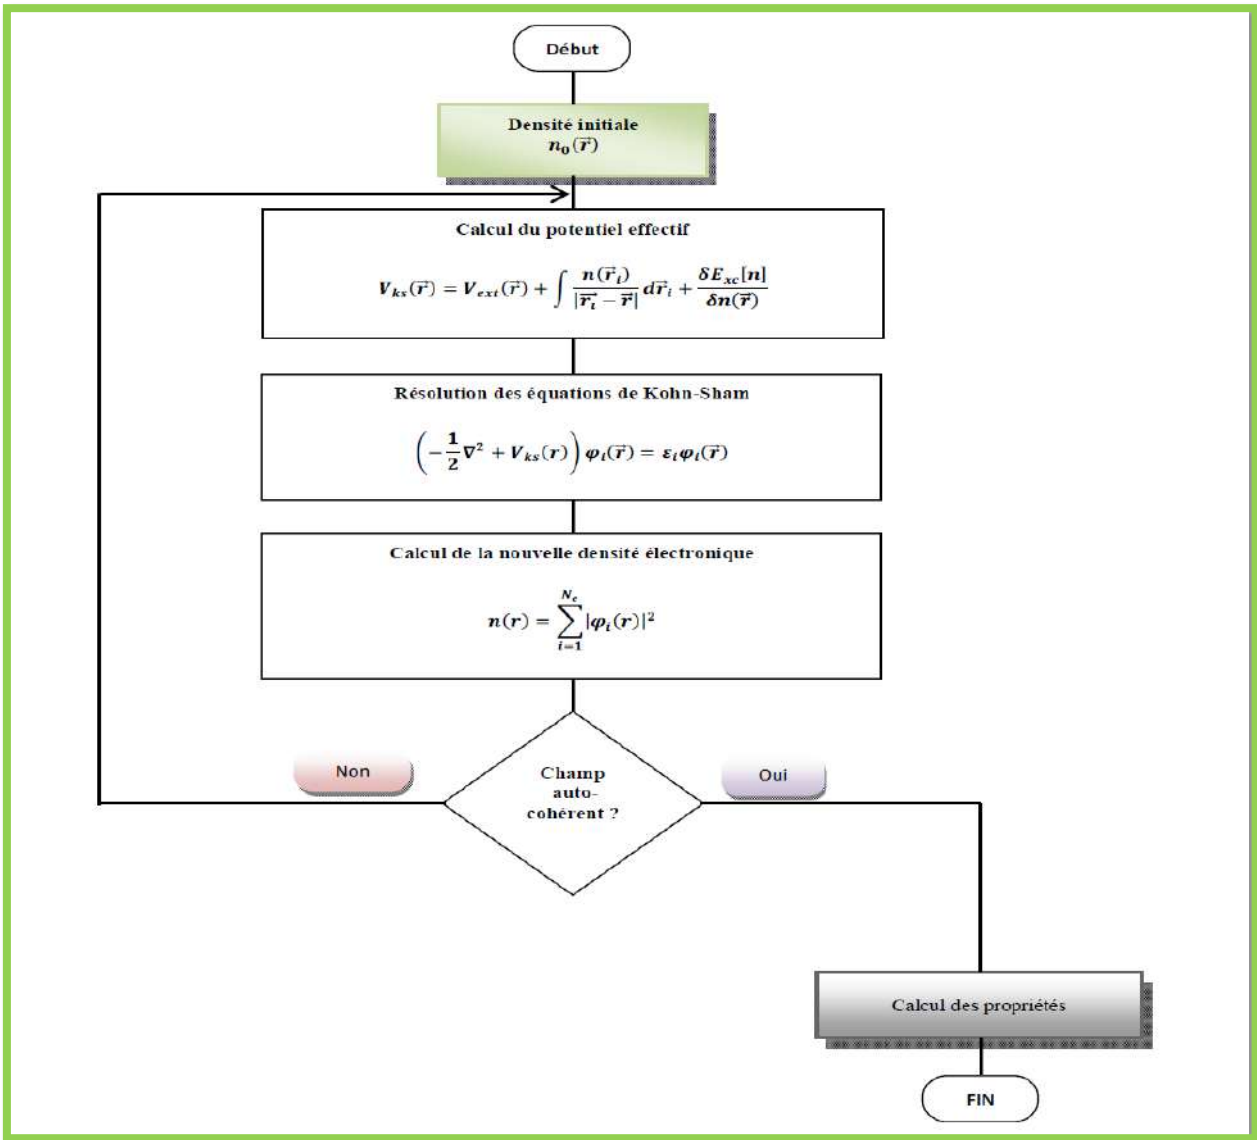 Début
Densité initiale
n₀(r⃗)
Calcul du potentiel effectif
V_ks(r⃗) = V_ext(r⃗) + ∫ n(r⃗_i) / |r⃗_i − r⃗| dr⃗_i + δE_xc[n] / δn(r⃗)
Résolution des équations de Kohn-Sham
(−1/2 ∇² + V_ks(r)) φ_i(r⃗) = ε_i φ_i(r⃗)
Calcul de la nouvelle densité électronique
n(r) = ∑_{i=1}^{N_e} |φ_i(r)|²
Non
Champ
auto-
cohérent ?
Oui
Calcul des propriétés
FIN